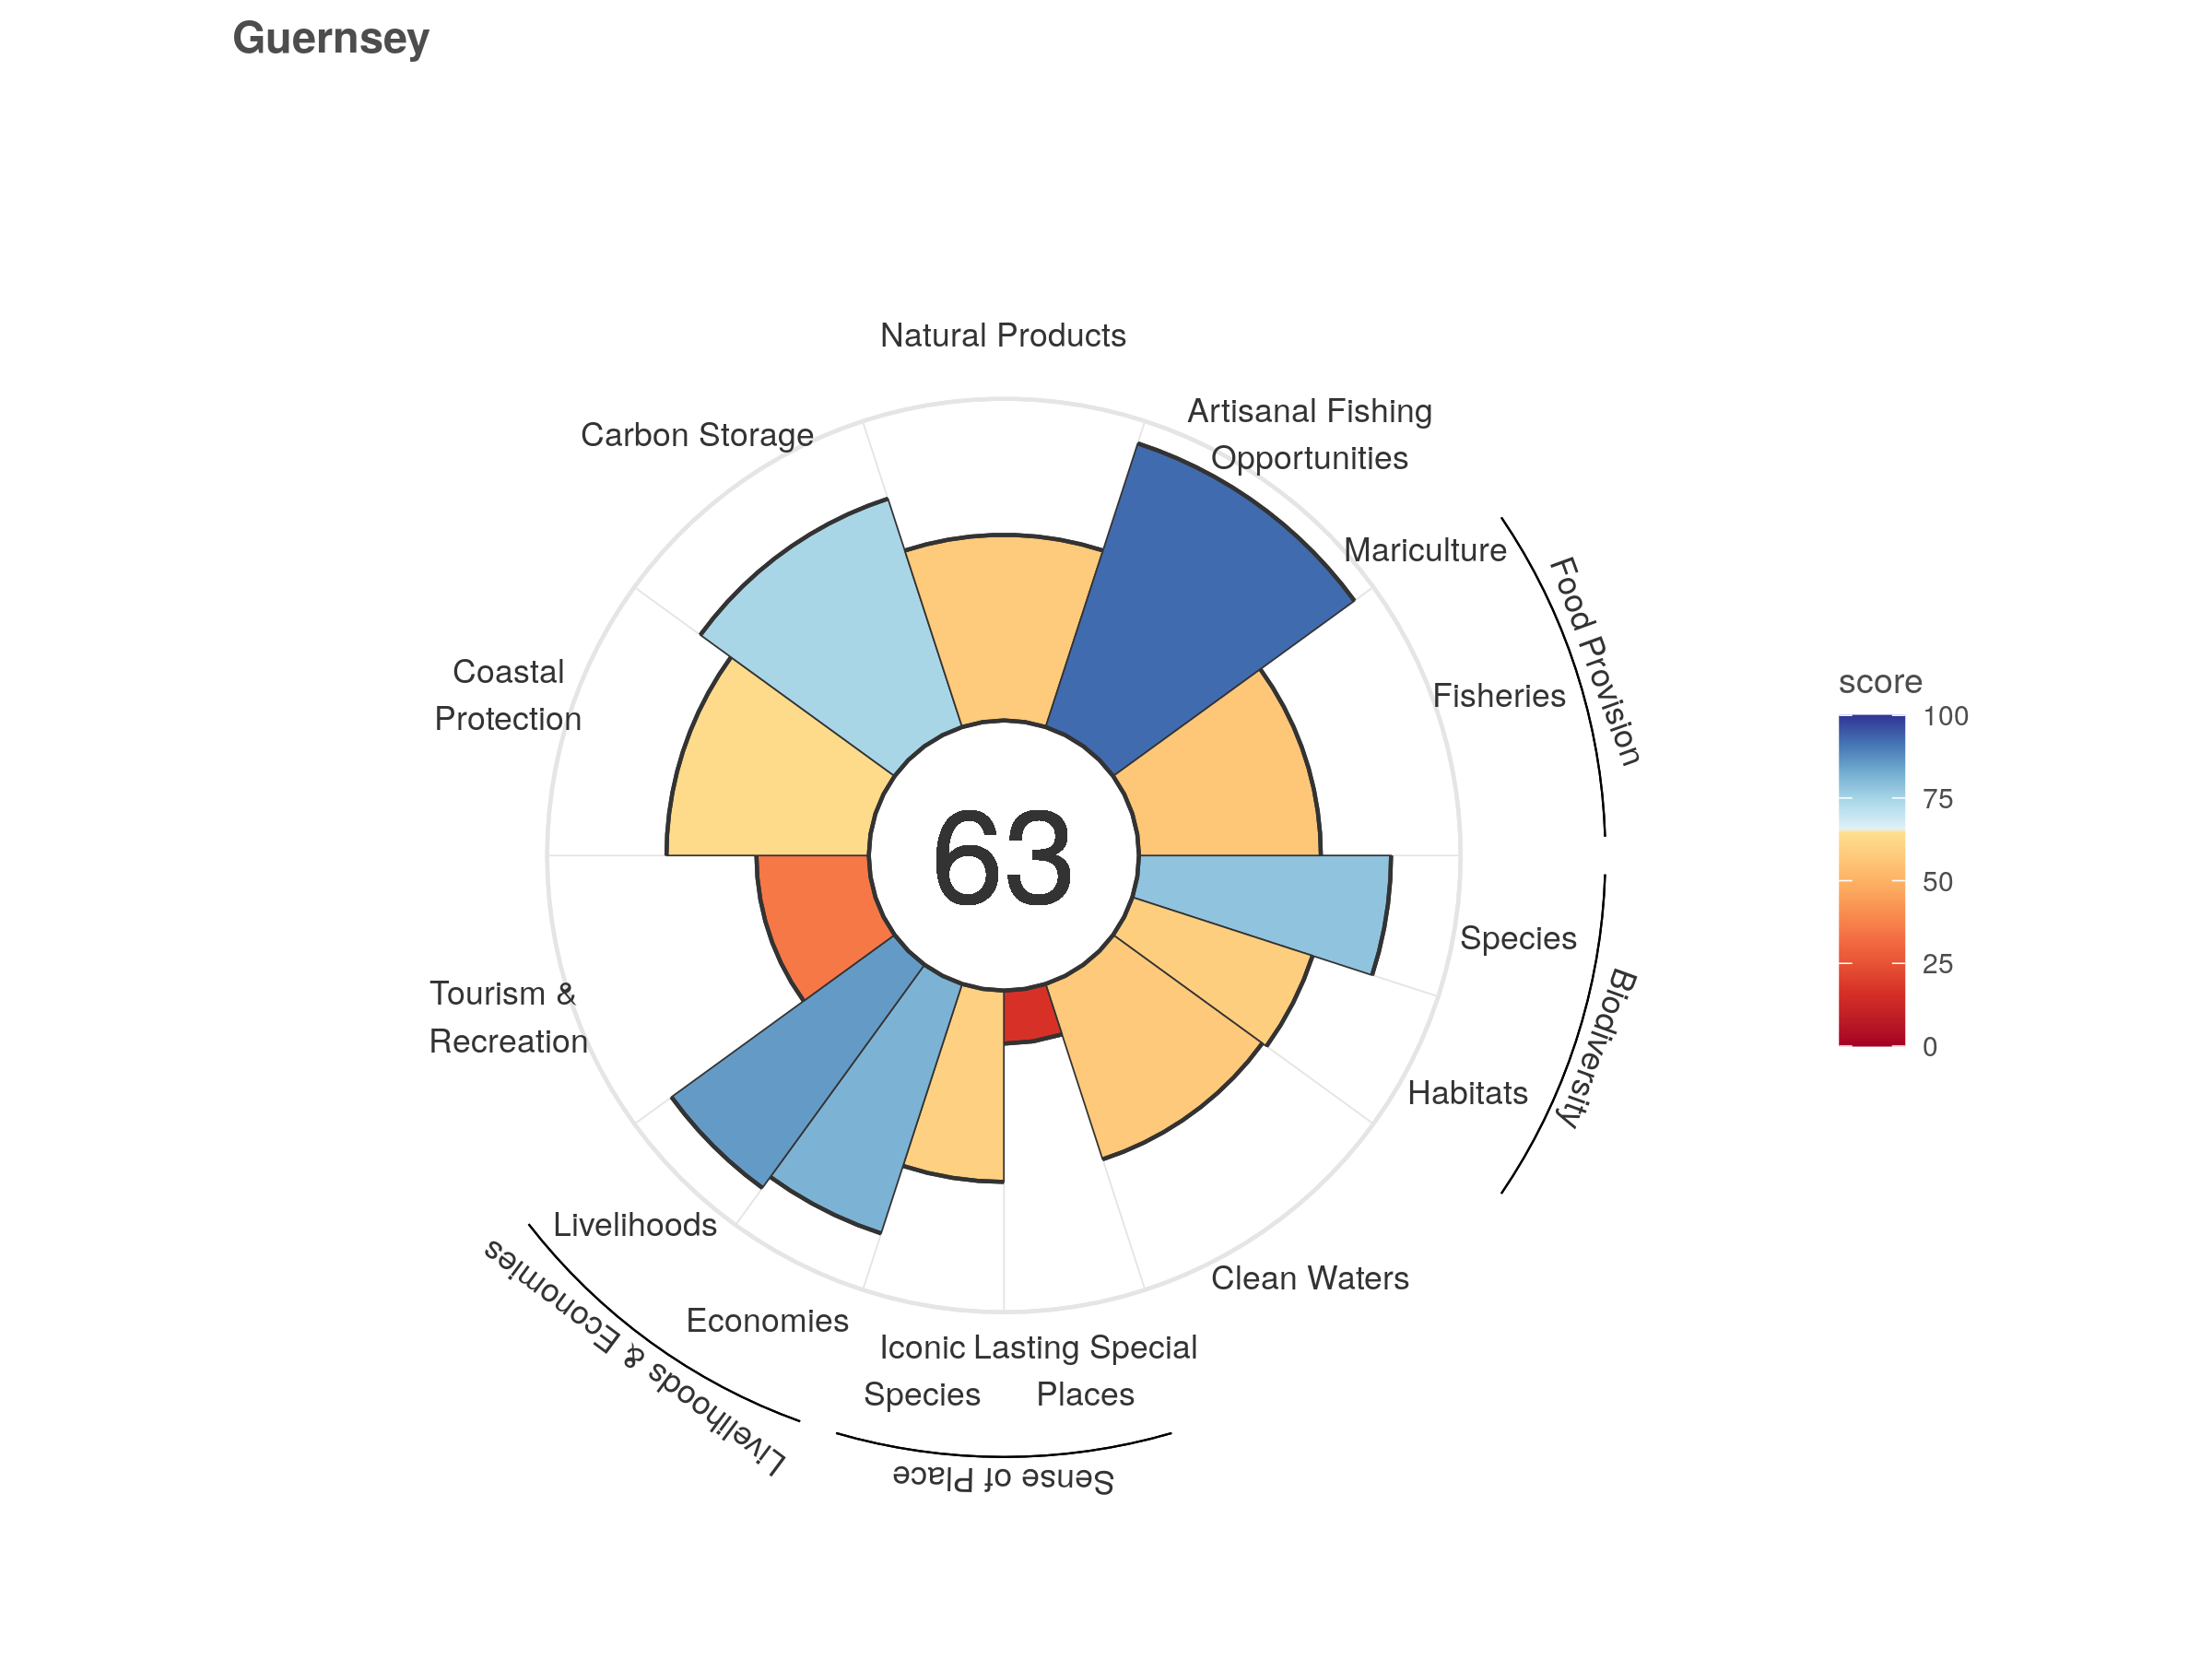 Guernsey
Natural Products
Artisanal Fishing
Opportunities
Carbon Storage
Mariculture
Food Provision
Coastal
Protection
Fisheries
score
100
75
50
25
0
63
Species
Biodiversity
Tourism &
Recreation
Habitats
Livelihoods
Clean Waters
Economies
Livelihoods & Economies
Iconic
Species
Lasting Special
Places
Sense of Place